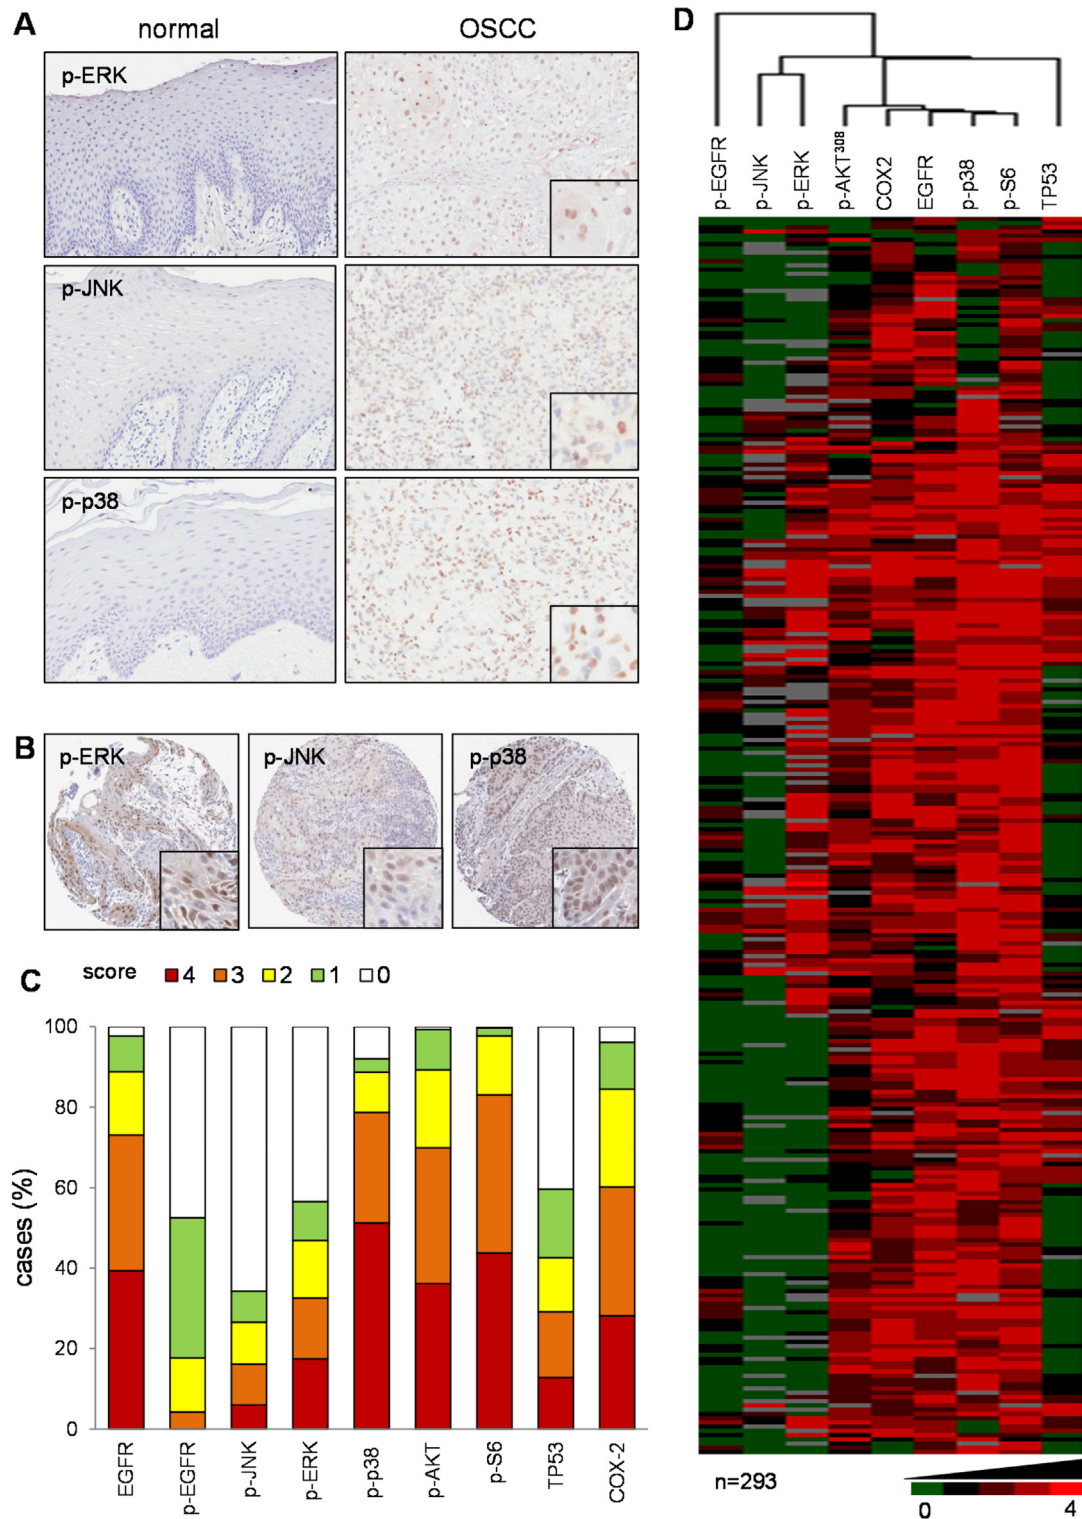 A
normal
OSCC
p-ERK
p-JNK
p-p38
B
p-ERK
p-JNK
p-p38
C
score
4
3
2
1
0
100
80
60
40
20
0
cases (%)
EGFR
p-EGFR
p-JNK
p-ERK
p-p38
p-AKT
p-S6
TP53
COX-2
D
p-EGFR
p-JNK
p-ERK
p-AKT³⁰⁸
COX2
EGFR
p-p38
p-S6
TP53
n=293
0
4